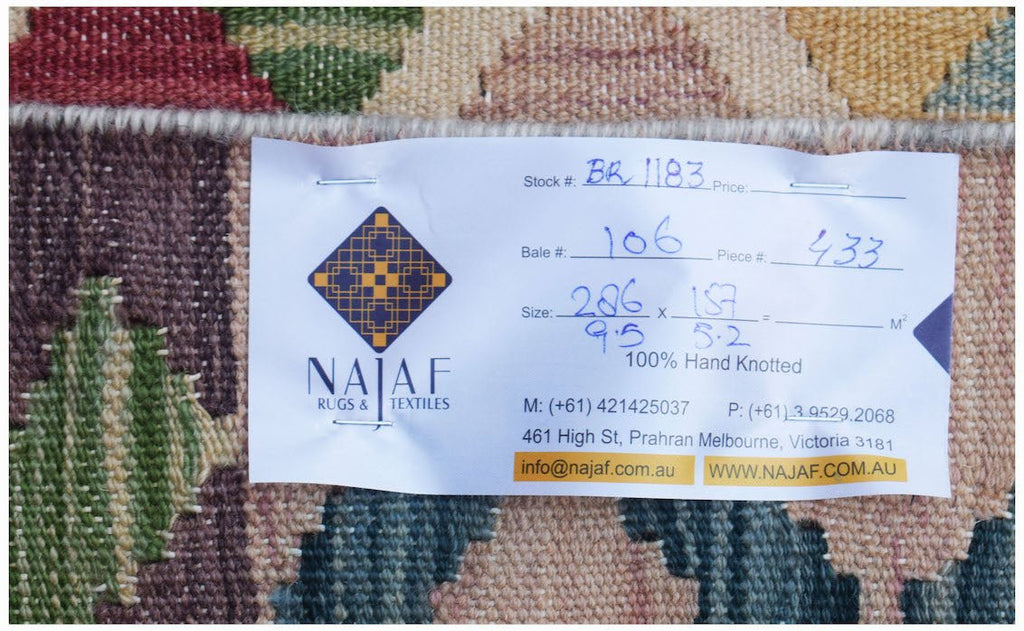 NAJAF
RUGS & TEXTILES
Stock #: BR 1183 Price:
Bale #: 106 Piece #: 433
Size: 286 X 157 = M²
9.5 5.2
100% Hand Knotted
M: (+61) 421425037 P: (+61) 3 9529 2068
461 High St, Prahran Melbourne, Victoria 3181
info@najaf.com.au WWW.NAJAF.COM.AU